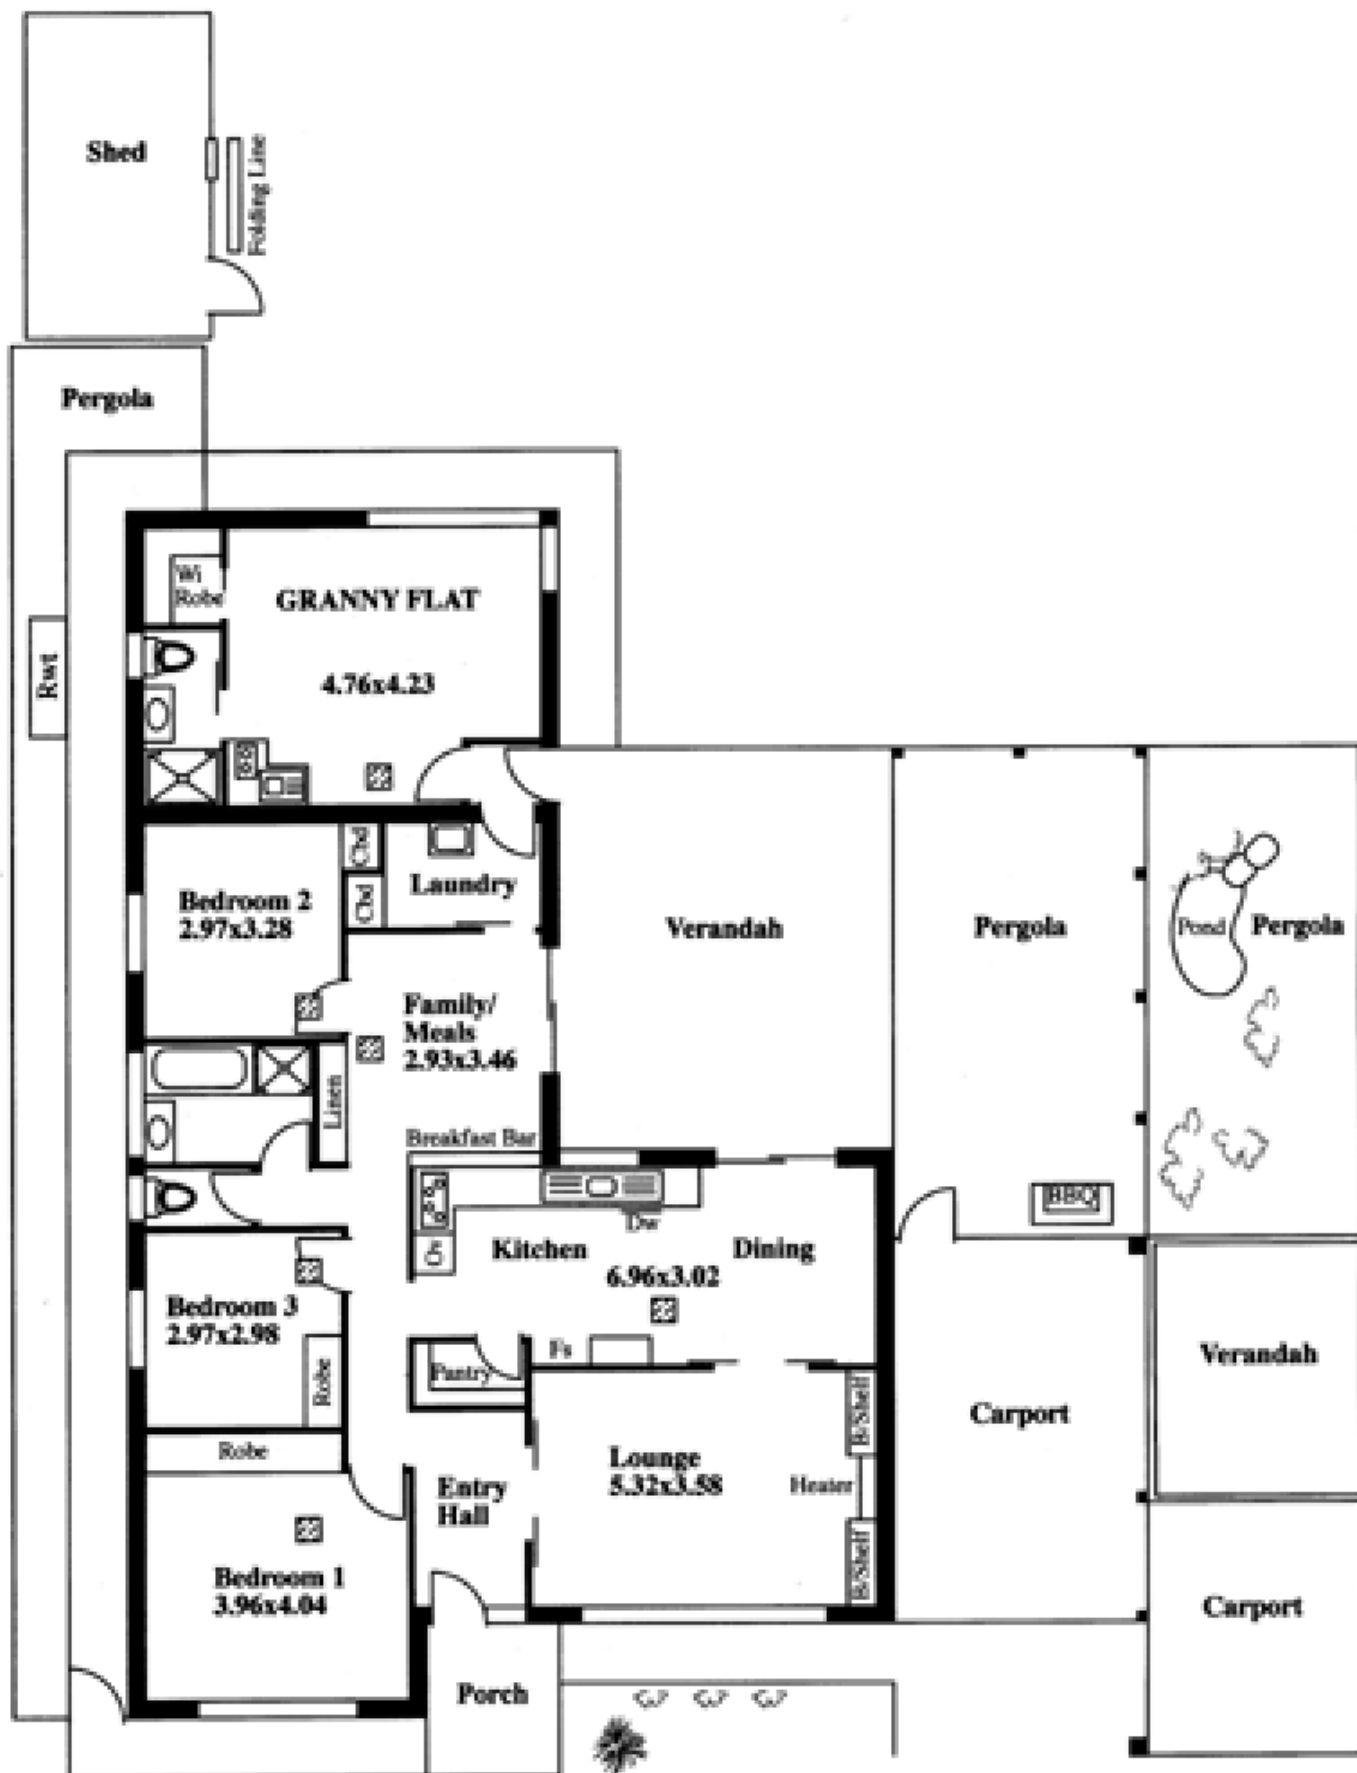 Shed
Folding Line
Pergola
Wi
Robe
GRANNY FLAT
4.76x4.23
Rwt
Cbd
Cbd
Laundry
Bedroom 2
2.97x3.28
Verandah
Pergola
Pond
Pergola
Family/
Meals
2.93x3.46
Linen
Breakfast Bar
BBQ
Dw
Kitchen
Dining
6.96x3.02
Bedroom 3
2.97x2.98
Robe
Fs
Pantry
Verandah
Carport
B/Shelf
Robe
Lounge
5.32x3.58
Heater
Entry
Hall
B/Shelf
Bedroom 1
3.96x4.04
Carport
Porch